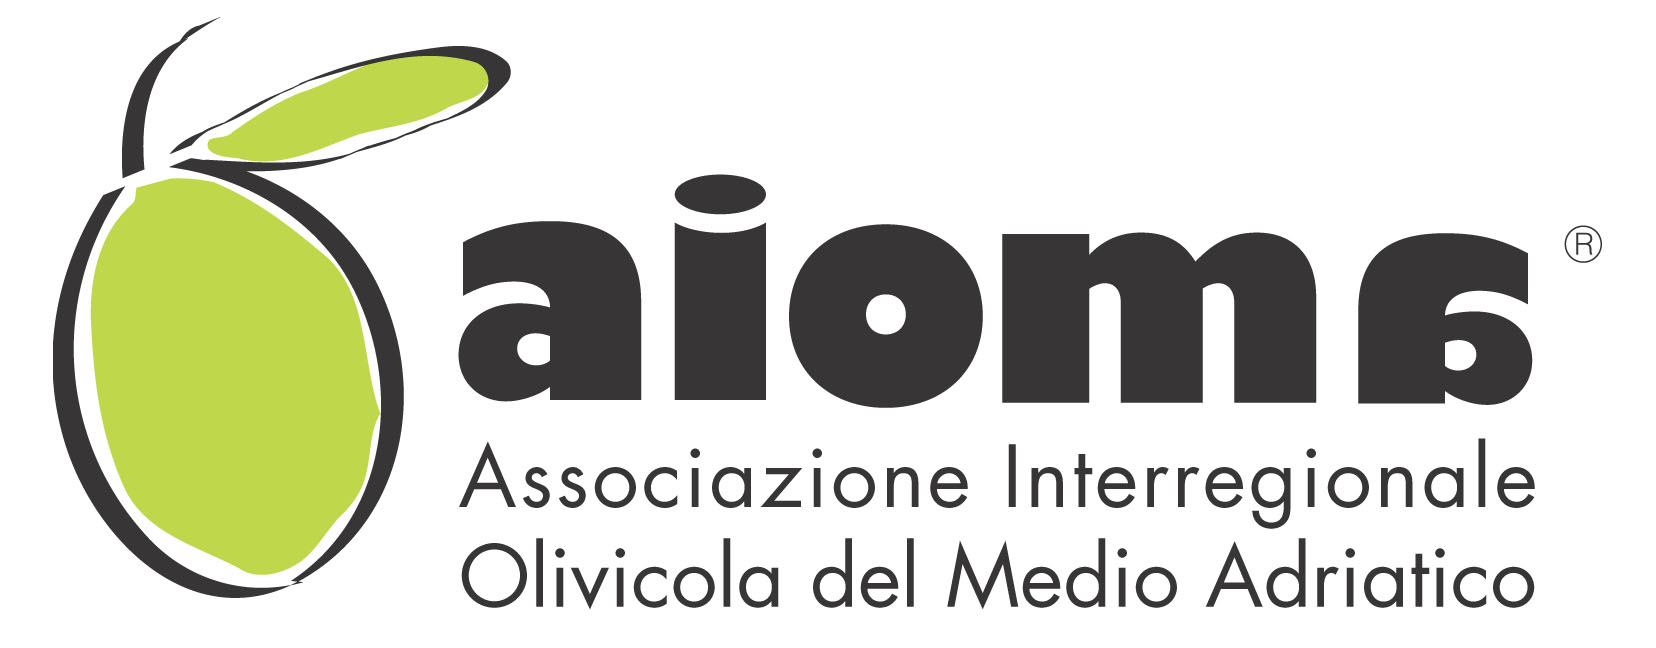 aioma ®
Associazione Interregionale
Olivicola del Medio Adriatico